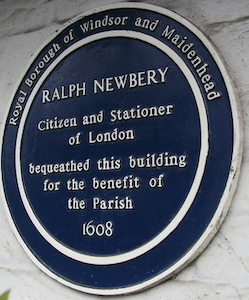 Royal Borough of Windsor and Maidenhead
RALPH NEWBERY
Citizen and Stationer
of London
bequeathed this building
for the benefit of
the Parish
1608